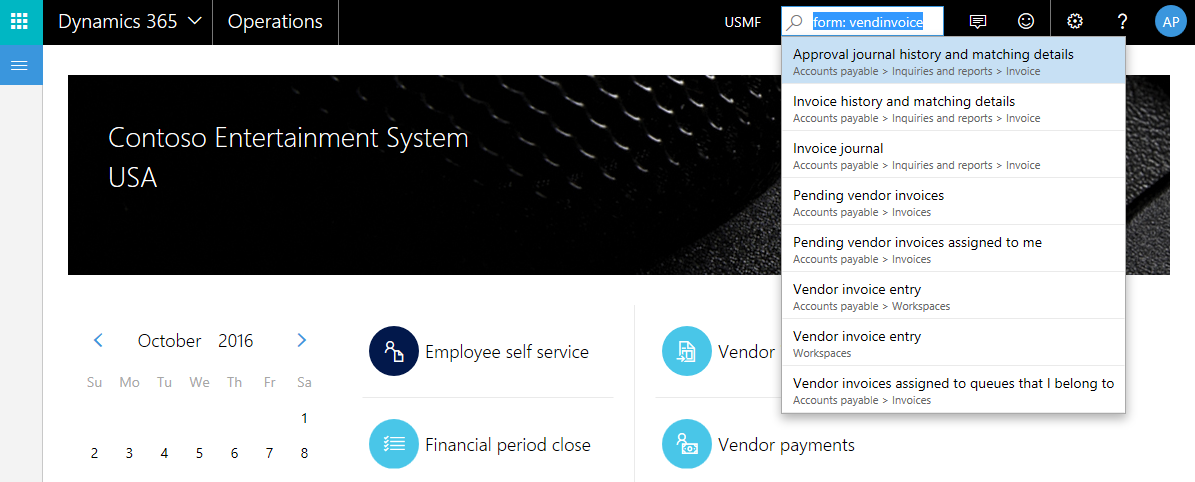 Dynamics 365
Operations
USMF
form: vendinvoice
?
AP
Approval journal history and matching details
Accounts payable > Inquiries and reports > Invoice
Invoice history and matching details
Accounts payable > Inquiries and reports > Invoice
Invoice journal
Accounts payable > Inquiries and reports > Invoice
Pending vendor invoices
Accounts payable > Invoices
Pending vendor invoices assigned to me
Accounts payable > Invoices
Vendor invoice entry
Accounts payable > Workspaces
Vendor invoice entry
Workspaces
Vendor invoices assigned to queues that I belong to
Accounts payable > Invoices
Contoso Entertainment System
USA
October 2016
Su Mo Tu We Th Fr Sa
1
2 3 4 5 6 7 8
Employee self service
Financial period close
Vendor
Vendor payments